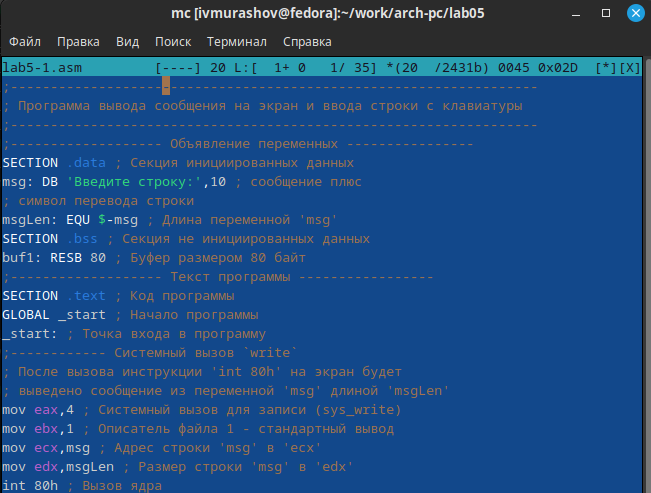 mc [ivmurashov@fedora]:~/work/arch-pc/lab05
Файл Правка Вид Поиск Терминал Справка
lab5-1.asm [----] 20 L:[ 1+ 0 1/ 35] *(20 /2431b) 0045 0x02D [*][X]
;------------------------------------------------------------------
; Программа вывода сообщения на экран и ввода строки с клавиатуры
;------------------------------------------------------------------
;------------------- Объявление переменных ----------------
SECTION .data ; Секция инициированных данных
msg: DB 'Введите строку:',10 ; сообщение плюс
; символ перевода строки
msgLen: EQU $-msg ; Длина переменной 'msg'
SECTION .bss ; Секция не инициированных данных
buf1: RESB 80 ; Буфер размером 80 байт
;------------------- Текст программы -----------------
SECTION .text ; Код программы
GLOBAL _start ; Начало программы
_start: ; Точка входа в программу
;------------ Системный вызов `write`
; После вызова инструкции 'int 80h' на экран будет
; выведено сообщение из переменной 'msg' длиной 'msgLen'
mov eax,4 ; Системный вызов для записи (sys_write)
mov ebx,1 ; Описатель файла 1 - стандартный вывод
mov ecx,msg ; Адрес строки 'msg' в 'ecx'
mov edx,msgLen ; Размер строки 'msg' в 'edx'
int 80h ; Вызов ядра